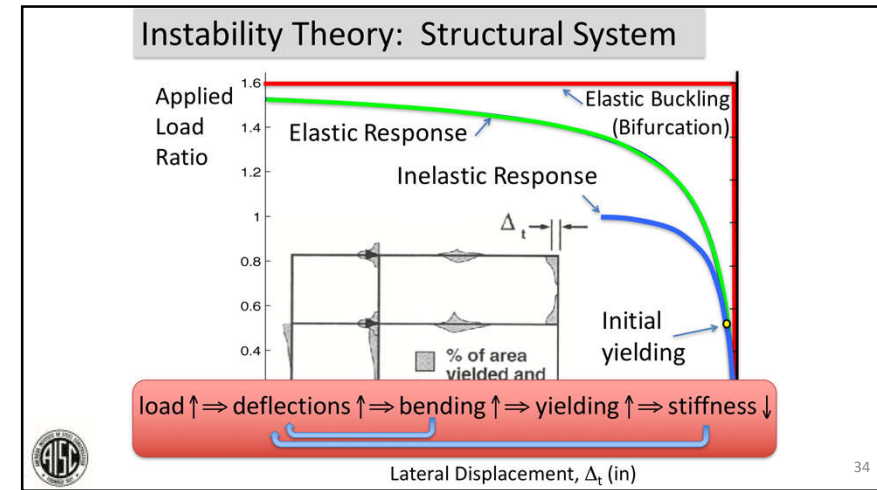 Instability Theory: Structural System
Applied
Load
Ratio
1.6
1.4
1.2
1
0.8
0.6
0.4
Elastic Buckling
(Bifurcation)
Elastic Response
Inelastic Response
Δt
Initial
yielding
% of area
yielded and
load↑⇒deflections↑⇒bending↑⇒yielding↑⇒stiffness↓
Lateral Displacement, Δt (in)
AISC
34